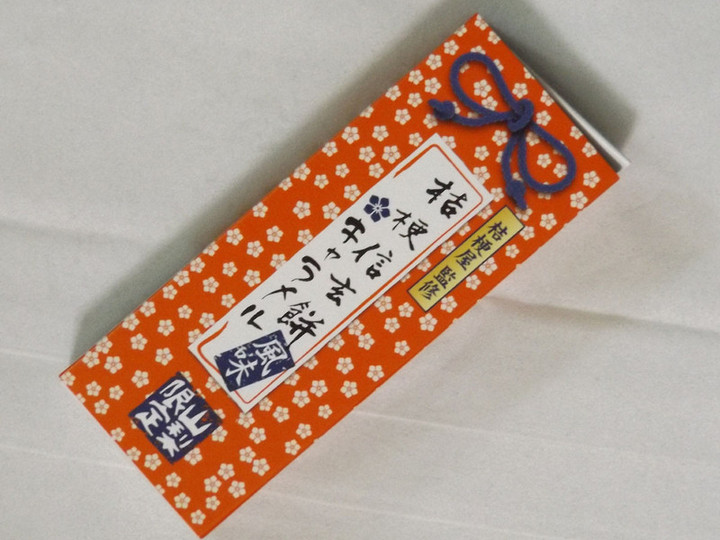 桔梗屋 監修
桔梗信玄餅
キャラメル
風味
山梨
限定